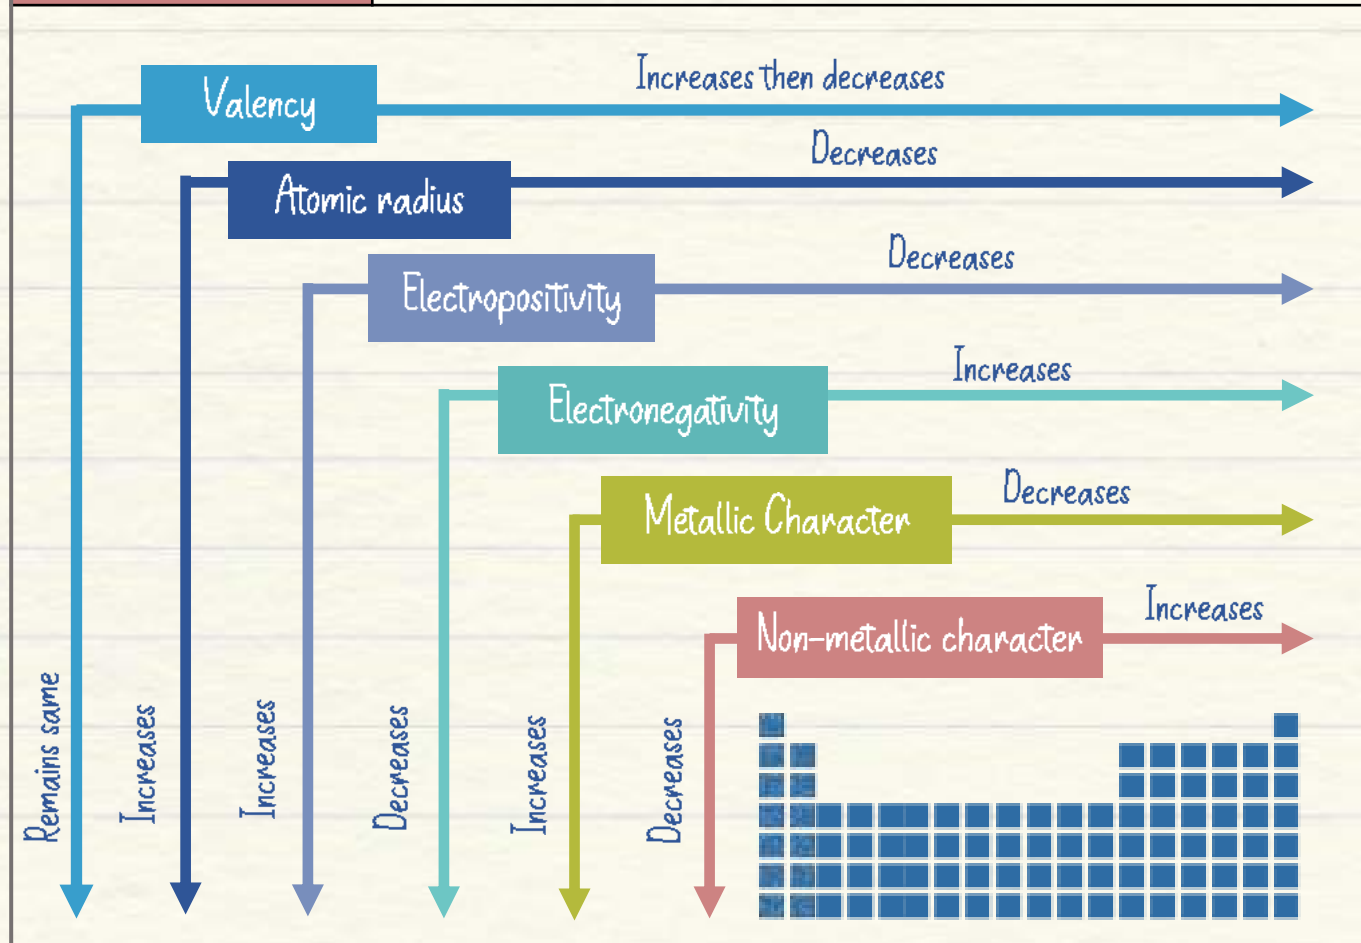 Increases then decreases
Valency
Decreases
Atomic radius
Decreases
Electropositivity
Increases
Electronegativity
Decreases
Metallic Character
Increases
Non-metallic character
Remains same
Increases
Increases
Decreases
Increases
Decreases